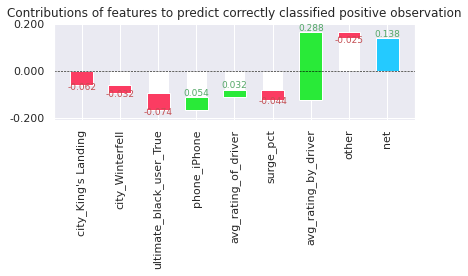 Contributions of features to predict correctly classified positive observation
0.200
0.000
-0.200
-0.062
-0.032
-0.074
0.054
0.032
-0.044
0.288
-0.025
0.138
city_King's Landing
city_Winterfell
ultimate_black_user_True
phone_iPhone
avg_rating_of_driver
surge_pct
avg_rating_by_driver
other
net